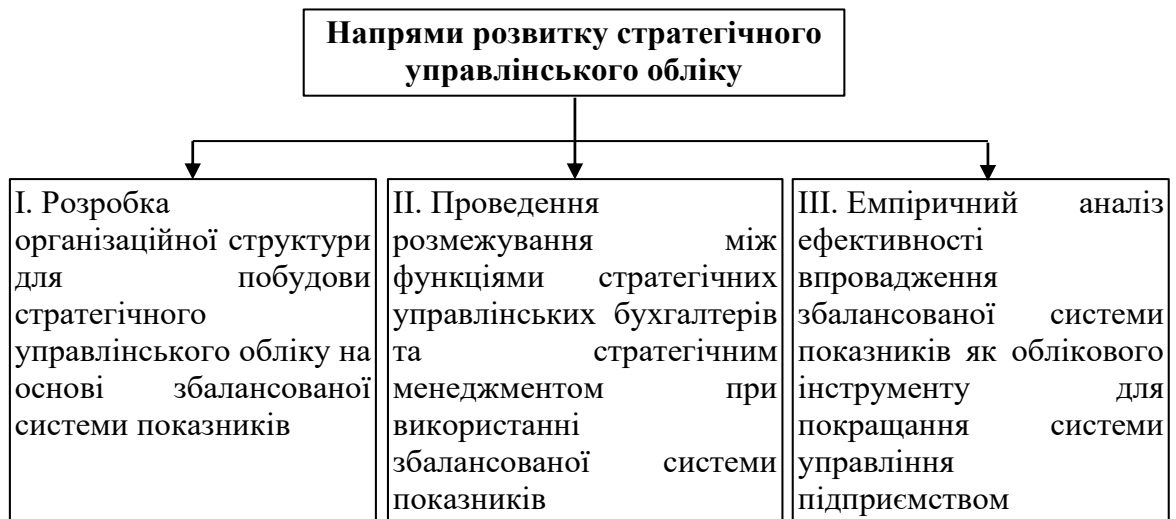 Напрями розвитку стратегічного
управлінського обліку
І. Розробка
організаційної структури
для побудови
стратегічного
управлінського обліку на
основі збалансованої
системи показників
ІІ. Проведення
розмежування між
функціями стратегічних
управлінських бухгалтерів
та стратегічним
менеджментом при
використанні
збалансованої системи
показників
ІІІ. Емпіричний аналіз
ефективності
впровадження
збалансованої системи
показників як облікового
інструменту для
покращання системи
управління
підприємством